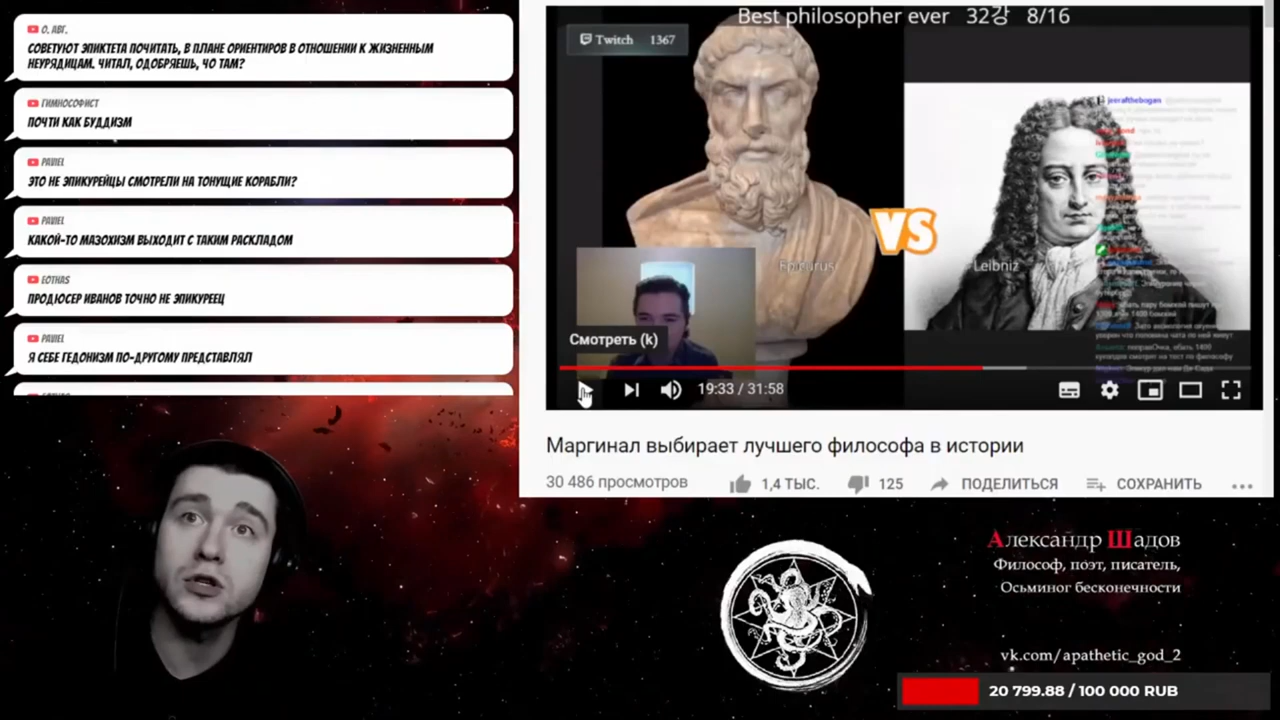 О. АВГ.
СОВЕТУЮТ ЭПИКТЕТА ПОЧИТАТЬ, В ПЛАНЕ ОРИЕНТИРОВ В ОТНОШЕНИИ К ЖИЗНЕННЫМ
НЕУРЯДИЦАМ. ЧИТАЛ, ОДОБРЯЕШЬ, ЧО ТАМ?
ГИМНОСОФИСТ
ПОЧТИ КАК БУДДИЗМ
PAVIEL
ЭТО НЕ ЭПИКУРЕЙЦЫ СМОТРЕЛИ НА ТОНУЩИЕ КОРАБЛИ?
PAVIEL
КАКОЙ-ТО МАЗОХИЗМ ВЫХОДИТ С ТАКИМ РАСКЛАДОМ
EOTHAS
ПРОДЮСЕР ИВАНОВ ТОЧНО НЕ ЭПИКУРЕЕЦ
PAVIEL
Я СЕБЕ ГЕДОНИЗМ ПО-ДРУГОМУ ПРЕДСТАВЛЯЛ
Best philosopher ever 32강 8/16
Twitch 1367
jeerafthebogan
VS
Epicurus
Leibniz
Смотреть (k)
19:33 / 31:58
Маргинал выбирает лучшего философа в истории
30 486 просмотров
1,4 ТЫС.
125
ПОДЕЛИТЬСЯ
СОХРАНИТЬ
Александр Шадов
Философ, поэт, писатель,
Осьминог бесконечности
vk.com/apathetic_god_2
20 799.88 / 100 000 RUB